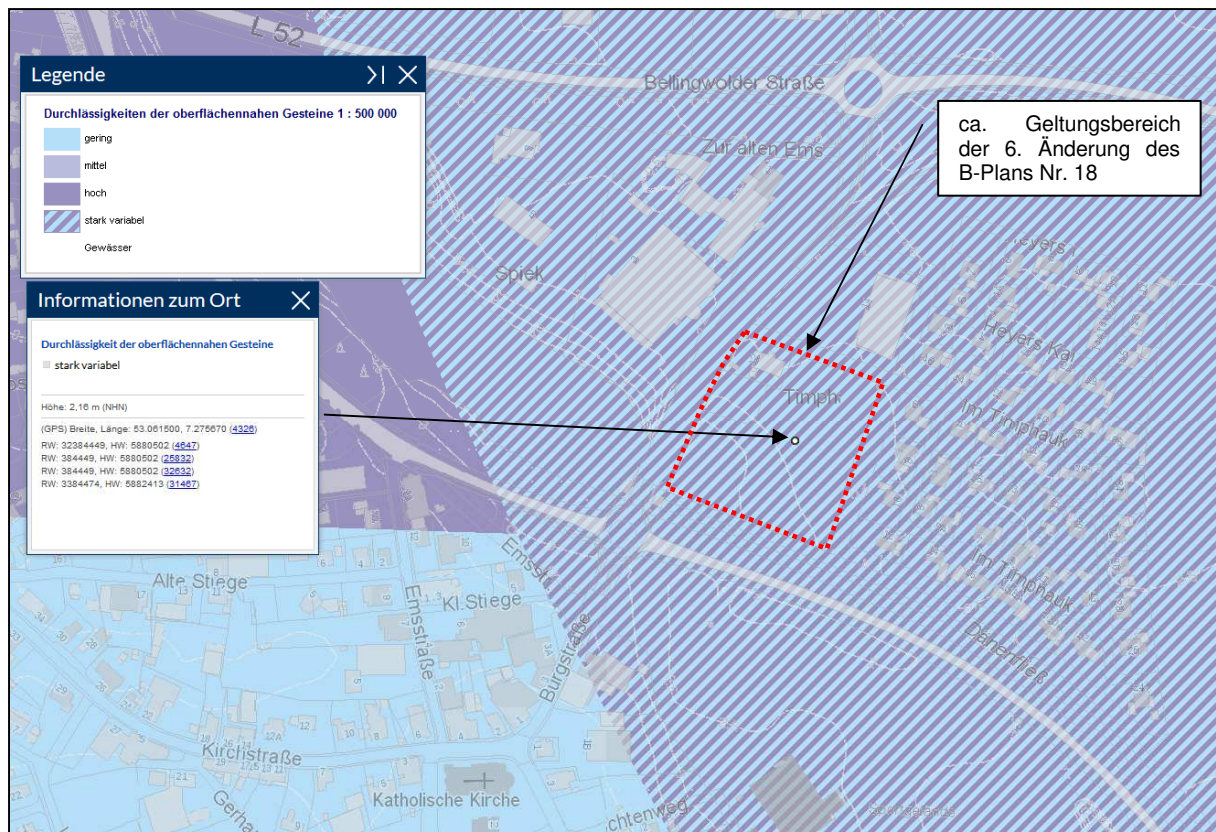 L 52
Bellingwolder Straße
Legende
Durchlässigkeiten der oberflächennahen Gesteine 1 : 500 000
gering
mittel
hoch
stark variabel
Gewässer
ca. Geltungsbereich
der 6. Änderung des
B-Plans Nr. 18
Zur alten Ems
Spiek
Informationen zum Ort
Durchlässigkeit der oberflächennahen Gesteine
stark variabel
Höhe: 2,16 m (NHN)
(GPS) Breite, Länge: 53.061500, 7.275670 (4326)
RW: 32384449, HW: 5880502 (4647)
RW: 384449, HW: 5880502 (25832)
RW: 384449, HW: 5880502 (32632)
RW: 3384474, HW: 5882413 (31467)
Heyers Kai
Timph
Im Timphauk
Im Timphauk
Dänenfließ
Alte Stiege
Kl. Stiege
Emsstr.
Emsstraße
Burgstraße
Kirchstraße
Katholische Kirche